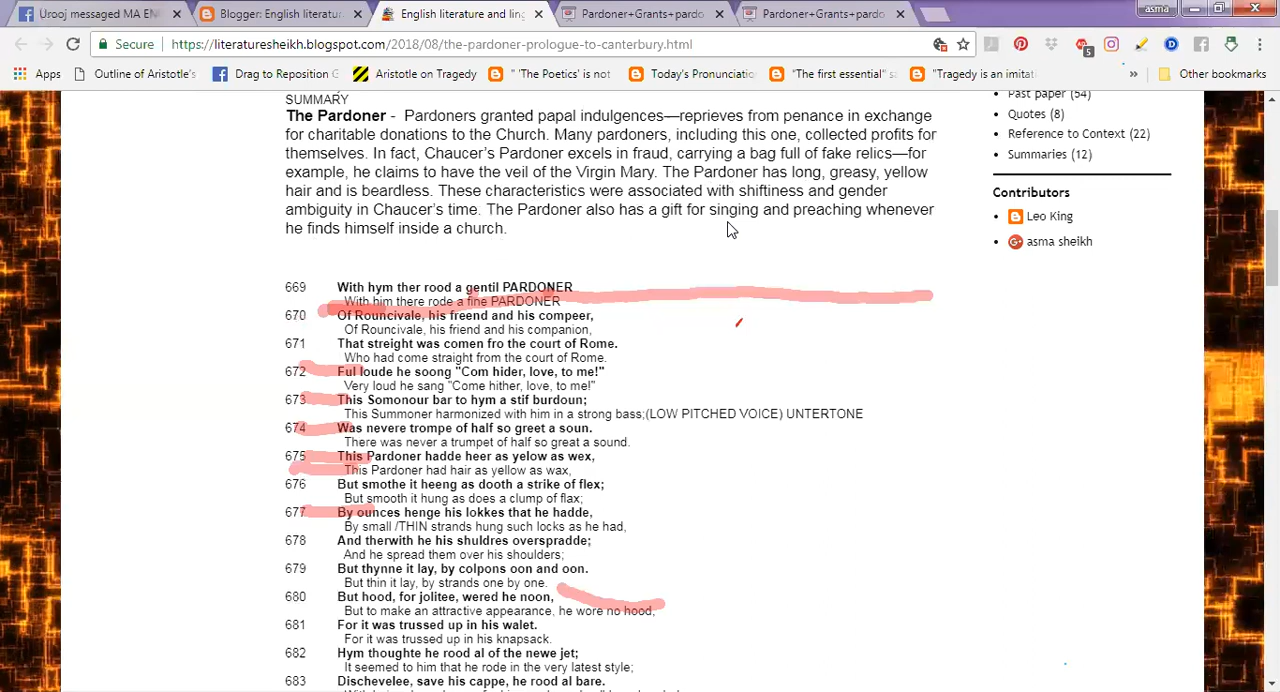 Urooj messaged MA EN
Blogger: English literatur
English literature and ling
Pardoner+Grants+pardo
Pardoner+Grants+pardo
asma
Secure
https://literaturesheikh.blogspot.com/2018/08/the-pardoner-prologue-to-canterbury.html
5
Apps
Outline of Aristotle's
Drag to Reposition
Aristotle on Tragedy
" 'The Poetics' is not
Today's Pronunciatio
"The first essential" s
"Tragedy is an imitat
»
Other bookmarks
SUMMARY
The Pardoner - Pardoners granted papal indulgences—reprieves from penance in exchange
for charitable donations to the Church. Many pardoners, including this one, collected profits for
themselves. In fact, Chaucer's Pardoner excels in fraud, carrying a bag full of fake relics—for
example, he claims to have the veil of the Virgin Mary. The Pardoner has long, greasy, yellow
hair and is beardless. These characteristics were associated with shiftiness and gender
ambiguity in Chaucer's time. The Pardoner also has a gift for singing and preaching whenever
he finds himself inside a church.
669 With hym ther rood a gentil PARDONER
With him there rode a fine PARDONER
670 Of Rouncivale, his freend and his compeer,
Of Rouncivale, his friend and his companion,
671 That streight was comen fro the court of Rome.
Who had come straight from the court of Rome.
672 Ful loude he soong "Com hider, love, to me!"
Very loud he sang "Come hither, love, to me!"
673 This Somonour bar to hym a stif burdoun;
This Summoner harmonized with him in a strong bass;(LOW PITCHED VOICE) UNTERTONE
674 Was nevere trompe of half so greet a soun.
There was never a trumpet of half so great a sound.
675 This Pardoner hadde heer as yelow as wex,
This Pardoner had hair as yellow as wax,
676 But smothe it heeng as dooth a strike of flex;
But smooth it hung as does a clump of flax;
677 By ounces henge his lokkes that he hadde,
By small /THIN strands hung such locks as he had,
678 And therwith he his shuldres overspradde;
And he spread them over his shoulders;
679 But thynne it lay, by colpons oon and oon.
But thin it lay, by strands one by one.
680 But hood, for jolitee, wered he noon,
But to make an attractive appearance, he wore no hood,
681 For it was trussed up in his walet.
For it was trussed up in his knapsack.
682 Hym thoughte he rood al of the newe jet;
It seemed to him that he rode in the very latest style;
683 Dischevelee, save his cappe, he rood al bare.
Past paper (54)
Quotes (8)
Reference to Context (22)
Summaries (12)
Contributors
Leo King
asma sheikh